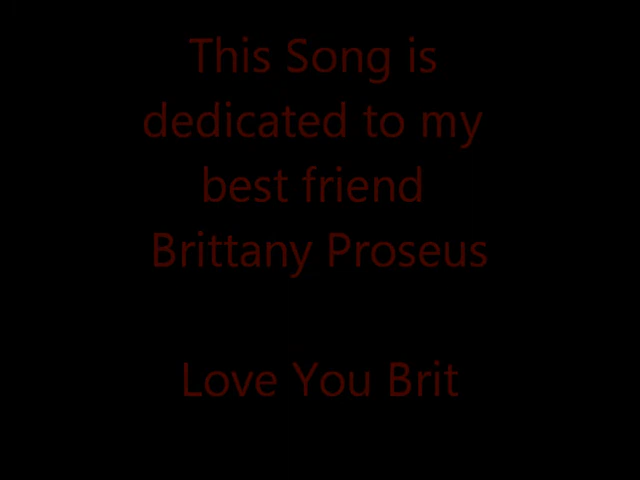 This Song is
dedicated to my
best friend
Brittany Proseus
Love You Brit